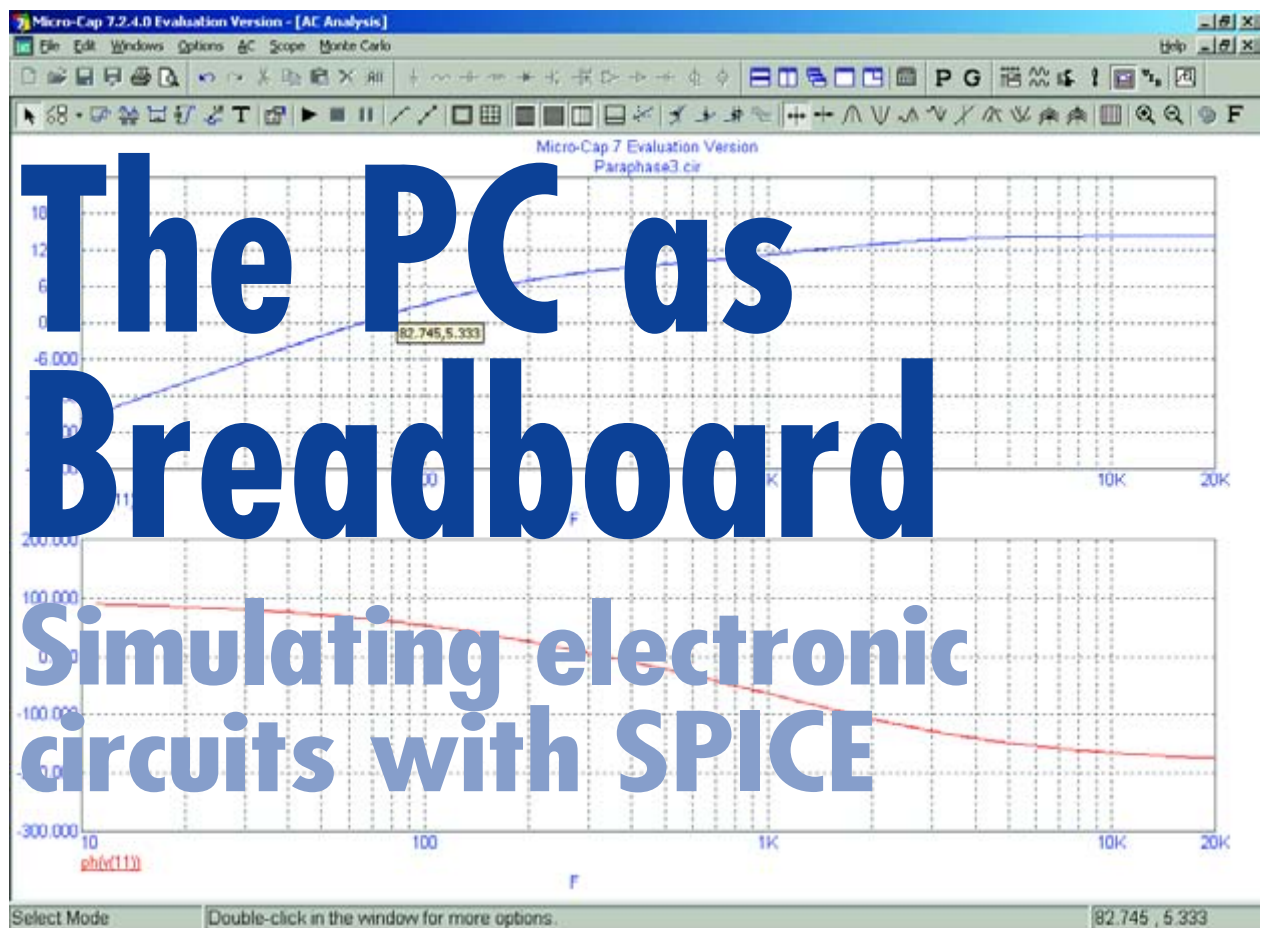 Micro-Cap 7.2.4.0 Evaluation Version - [AC Analysis]
File Edit Windows Options AC Scope Monte Carlo Help
All P G
T F
Micro-Cap 7 Evaluation Version
Paraphase3.cir
The PC as
Breadboard
82.745,5.333
-6.000
10K 20K
F
200.000
100.000
Simulating electronic
circuits with SPICE
-100.000
-300.000
10 100 1K 10K 20K
ph(v(11))
F
Select Mode Double-click in the window for more options. 82.745 , 5.333